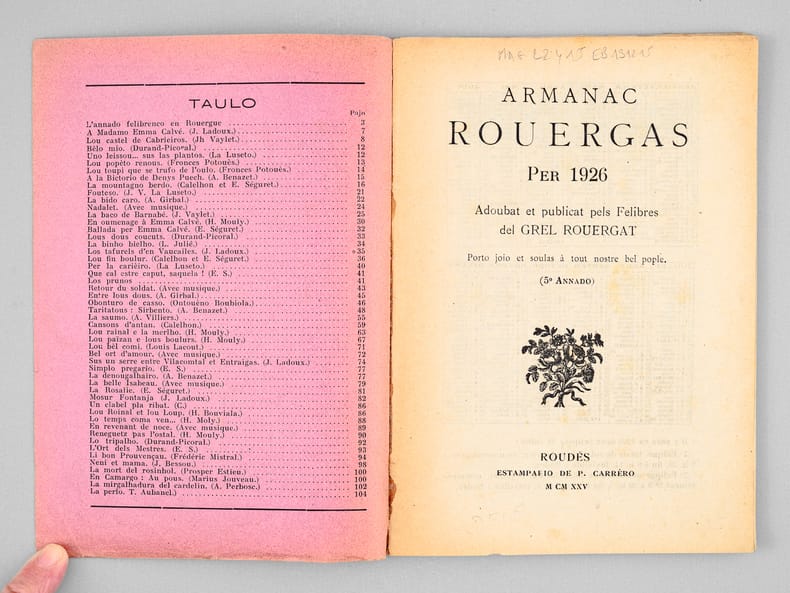 TAULO
Pajo
L'annado felibrenco en Rouergue 3
A Madamo Emma Calvé. (J. Ladoux.) 7
Lou castel de Cabrieiros. (Jh Vaylet.) 8
Bèlo mio. (Durand-Picoral.) 12
Uno leissou... sus las plantos. (La Luseto.) 12
Lou popéto renous. (Fronces Potouès.) 13
Lou toupi que se trufo de l'oulo. (Fronces Potouès.) 14
A la Bictorio de Denys Puech. (A. Benazet.) 15
La mountagno berdo. (Calelhon et E. Séguret.) 16
Fouteso. (J. V. La Luseto.) 21
La bido caro. (A. Girbal.) 22
Nadalet. (Avec musique.) 24
La baco de Barnabé. (J. Vaylet.) 25
En oumenage à Emma Calvé. (H. Mouly.) 30
Ballada per Emma Calvé. (E. Séguret.) 32
Lous dous coucuts. (Durand-Picoral.) 33
La binho bielho. (L. Julié.) 34
Los tafurels d'en Vaucailes. (J. Ladoux.) 35
Lou fin boulur. (Calelhon et E. Séguret.) 36
Per la carièiro. (La Luseto.) 40
Que cal estre caput, saquela ! (E. S.) 41
Los prunos 41
Retour du soldat. (Avec musique.) 43
Entre lous dous. (A. Girbal.) 45
Obonturo de casso. (Ontouèno Boubiola.) 46
Taritatous : Sirbento. (A. Benazet.) 48
La saumo. (A. Villiers.) 55
Cansons d'antan. (Calelhon.) 59
Lou rainal e la merlho. (H. Mouly.) 63
Lou païzan e lous boulurs. (H. Mouly.) 67
Lou bèl comi. (Louis Lacout.) 71
Bel ort d'amour. (Avec musique.) 72
Sus un serre entre Vilacomtal et Entraigas. (J. Ladoux.) 74
Simplo pregario. (E. S.) 77
La denougalhairo. (A. Benazet.) 77
La belle Isabeau. (Avec musique.) 79
La Rosalie. (E. Séguret.) 81
Mosur Fontanja (J. Ladoux.) 82
Un clabel pla ribat. (C.) 86
Lou Roinal et lou Loup. (H. Bouviala.) 86
Lo temps coma ven... (H. Moly.) 88
En revenant de noce. (Avec musique.) 89
Reneguetz pas l'ostal. (H. Mouly.) 90
Lo tripalho. (Durand-Picoral.) 92
L'Ort dels Mestres. (E. S.) 93
Li bon Prouvençau. (Frédéric Mistral.) 94
Neni et mama. (J. Bessou.) 98
La mort del rosinhol. (Prosper Estieu.) 100
En Camargo : Au pous. (Marius Jouveau.) 100
La mirgalhadura del cardelin. (A. Perbosc.) 102
La perlo. T. Aubanel.) 104
ARMANAC
ROUERGAS
PER 1926
Adoubat et publicat pels Felibres
del GREL ROUERGAT
Porto joio et soulas à tout nostre bel pople.
(5º ANNADO)
ROUDÉS
ESTAMPARIO DE P. CARRÈRO
M CM XXV